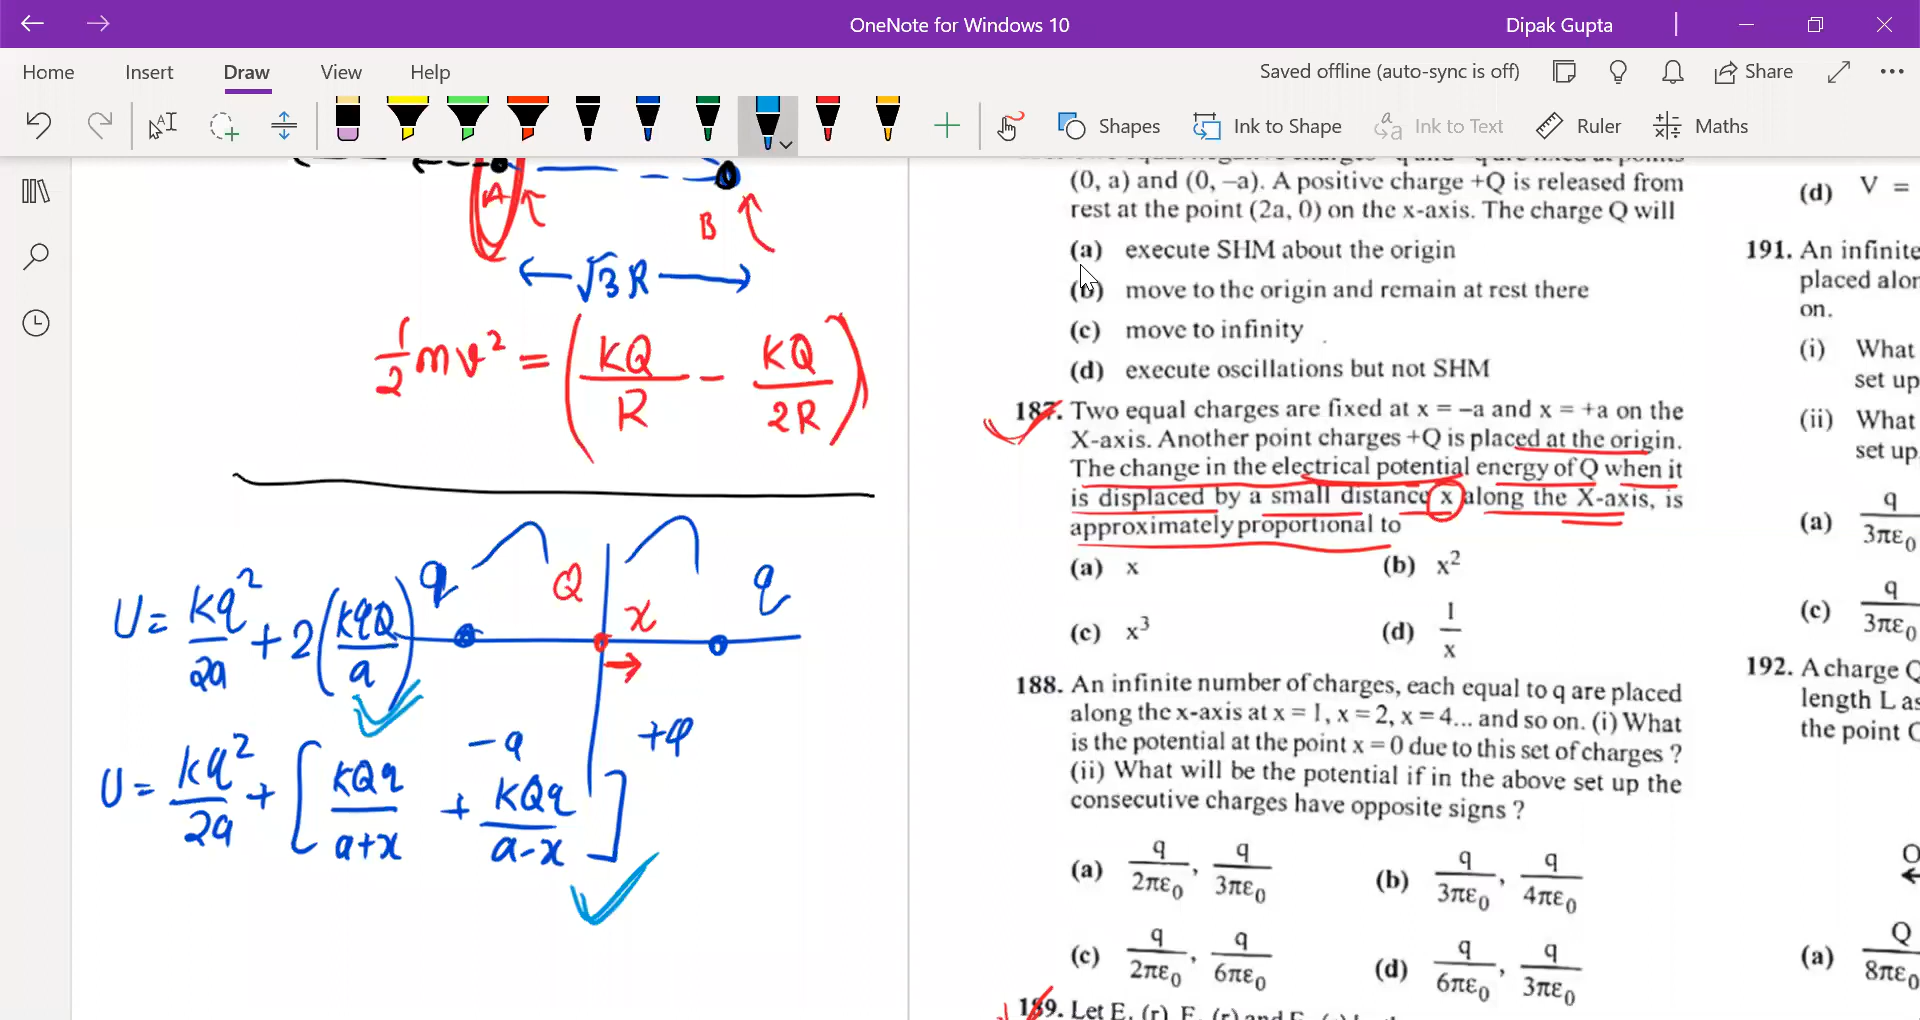 OneNote for Windows 10
Dipak Gupta
Home Insert Draw View Help
Saved offline (auto-sync is off) Share
Shapes Ink to Shape Ink to Text Ruler Maths
A
B
√3 R
1/2 mv² = (KQ/R - KQ/2R)
q Q x q
U = kq²/2a + 2(kqQ/a)
-q +q
U = kq²/2a + [kQq/a+x + kQq/a-x]
(0, a) and (0, –a). A positive charge +Q is released from
rest at the point (2a, 0) on the x-axis. The charge Q will
(a) execute SHM about the origin
(b) move to the origin and remain at rest there
(c) move to infinity
(d) execute oscillations but not SHM
187. Two equal charges are fixed at x = –a and x = +a on the
X-axis. Another point charges +Q is placed at the origin.
The change in the electrical potential energy of Q when it
is displaced by a small distance x along the X-axis, is
approximately proportional to
(a) x (b) x²
(c) x³ (d) 1/x
188. An infinite number of charges, each equal to q are placed
along the x-axis at x = 1, x = 2, x = 4... and so on. (i) What
is the potential at the point x = 0 due to this set of charges ?
(ii) What will be the potential if in the above set up the
consecutive charges have opposite signs ?
(a) q/2πε₀, q/3πε₀ (b) q/3πε₀, q/4πε₀
(c) q/2πε₀, q/6πε₀ (d) q/6πε₀, q/3πε₀
189. Let E
(d) V =
191. An infinite
placed alon
on.
(i) What
set up
(ii) What
set up
(a) q/3πε₀
(c) q/3πε₀
192. A charge Q
length L as
the point
(a) Q/8πε₀